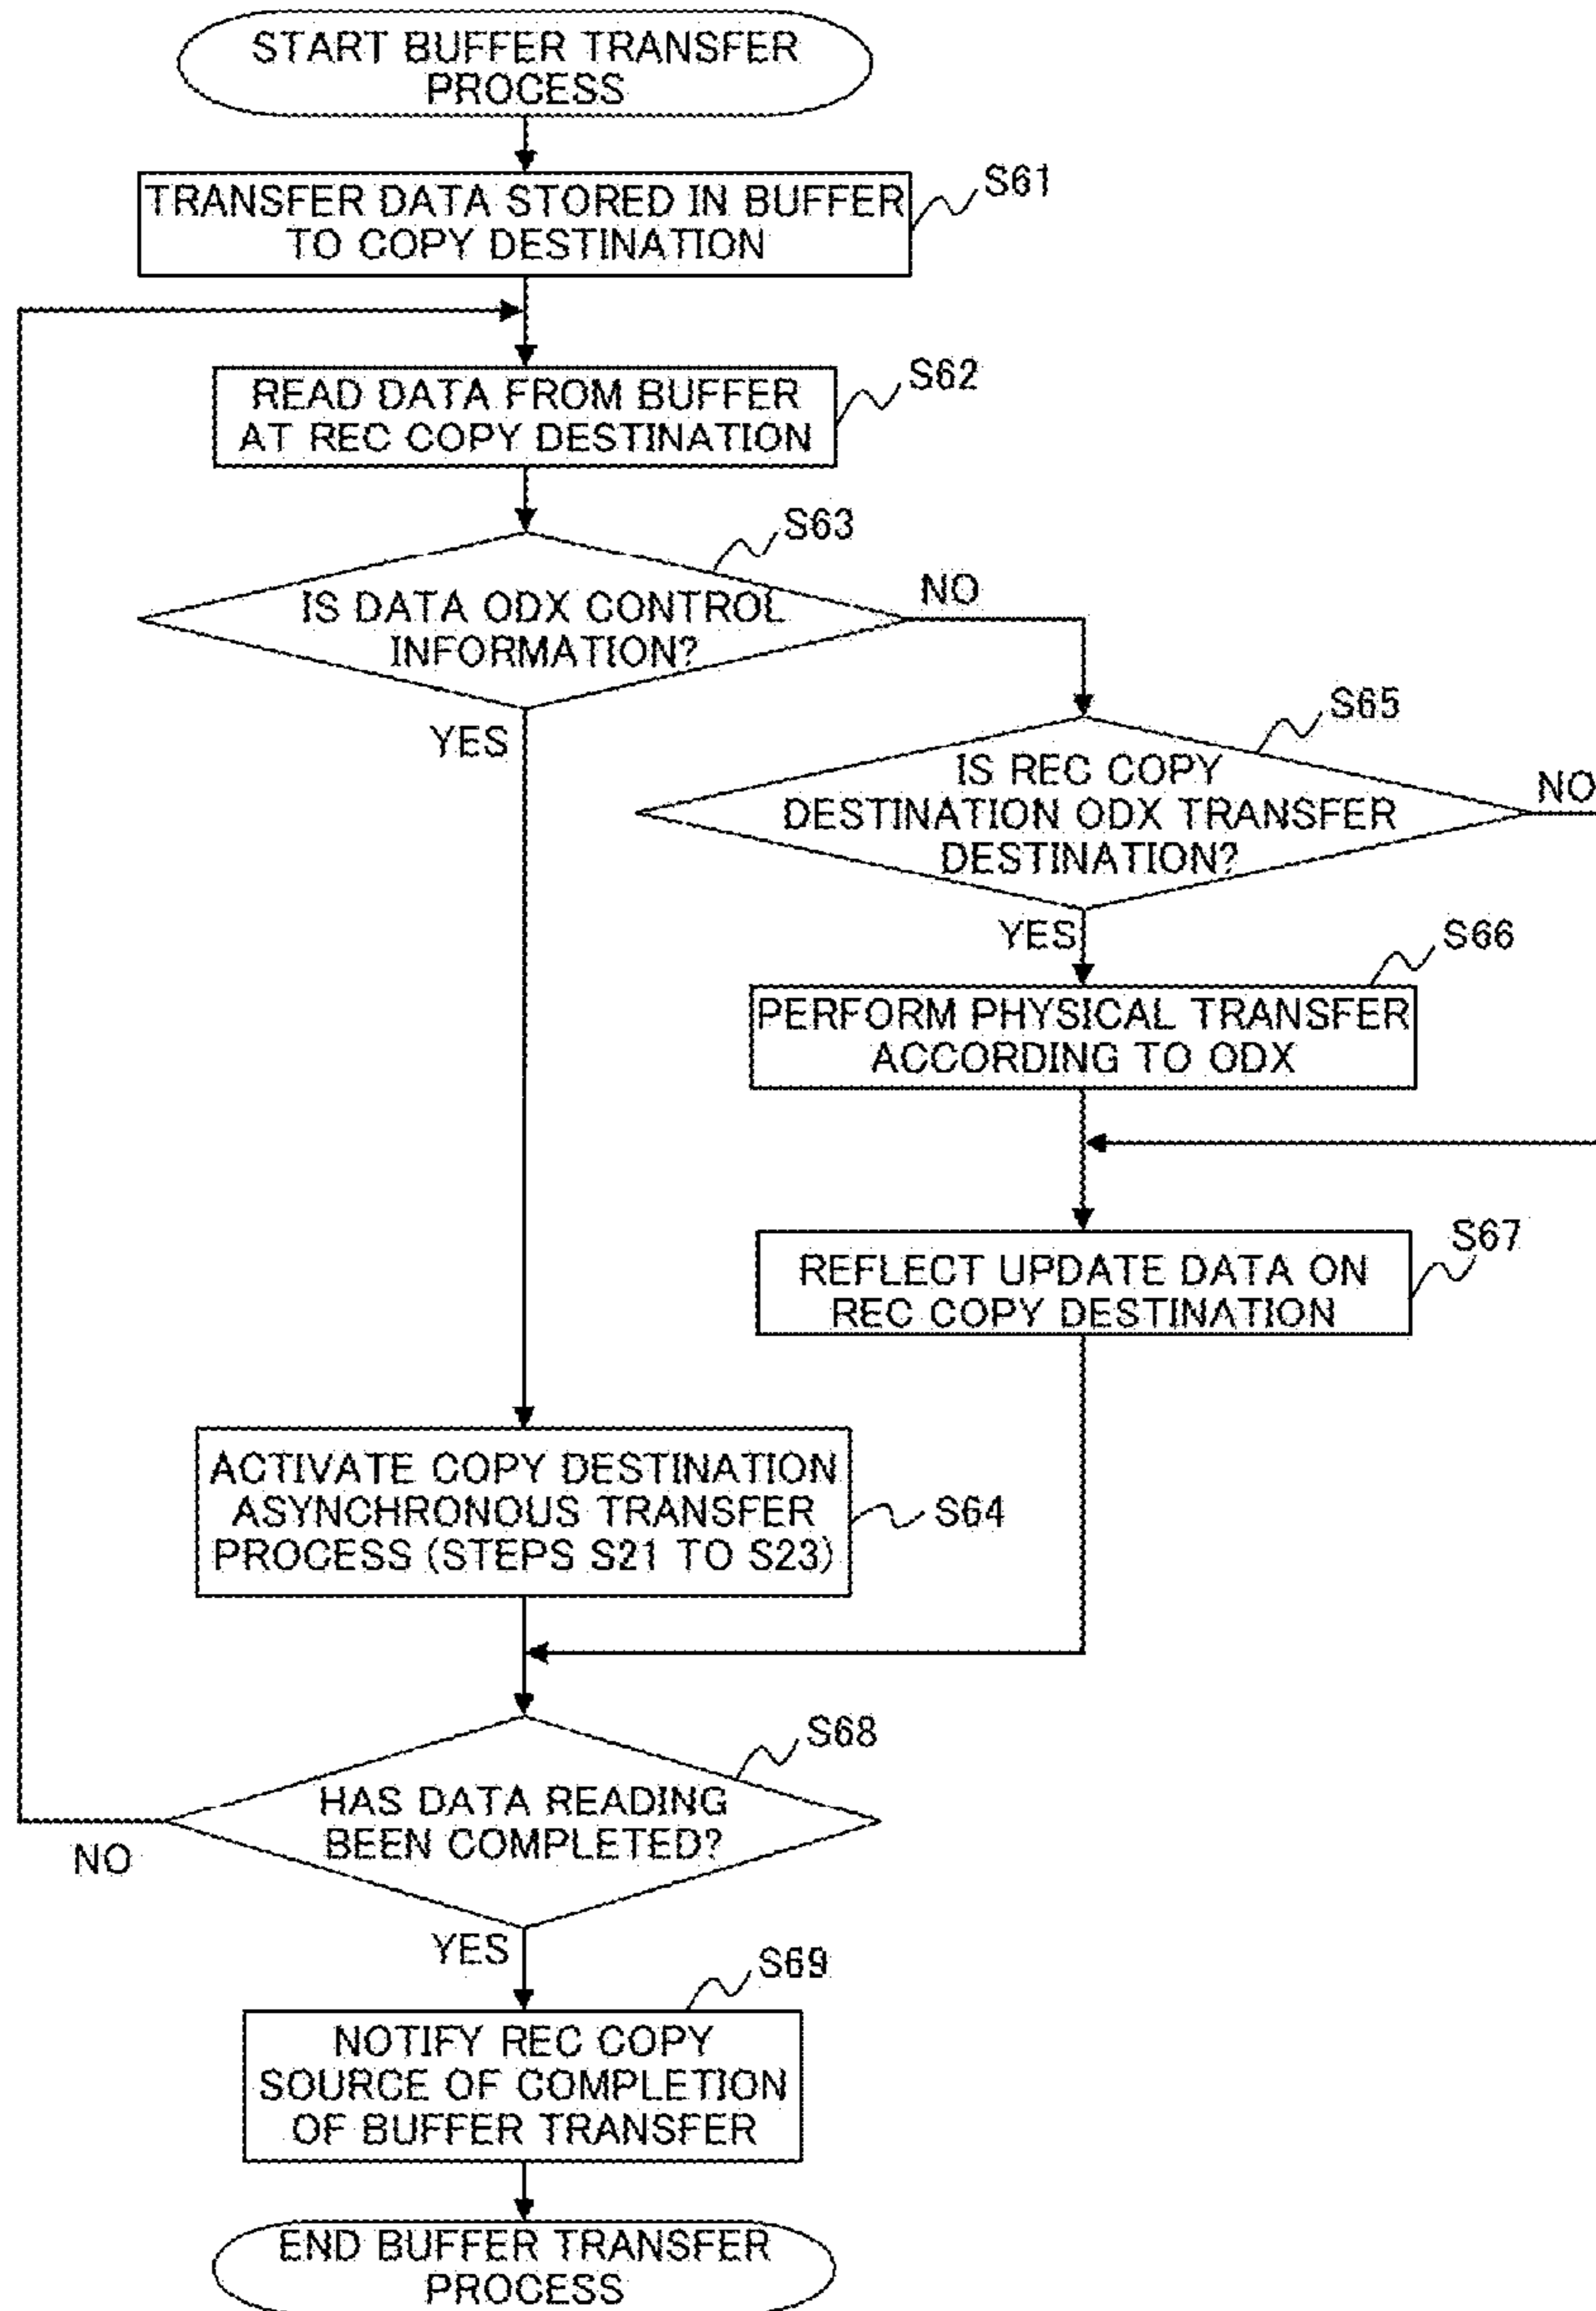 START BUFFER TRANSFER
PROCESS
S61
TRANSFER DATA STORED IN BUFFER
TO COPY DESTINATION
S62
READ DATA FROM BUFFER
AT REC COPY DESTINATION
S63
IS DATA ODX CONTROL
INFORMATION?
NO
YES
S65
IS REC COPY
DESTINATION ODX TRANSFER
DESTINATION?
NO
YES
S66
PERFORM PHYSICAL TRANSFER
ACCORDING TO ODX
S67
REFLECT UPDATE DATA ON
REC COPY DESTINATION
ACTIVATE COPY DESTINATION
ASYNCHRONOUS TRANSFER
PROCESS (STEPS S21 TO S23)
S64
S68
HAS DATA READING
BEEN COMPLETED?
NO
YES
S69
NOTIFY REC COPY
SOURCE OF COMPLETION
OF BUFFER TRANSFER
END BUFFER TRANSFER
PROCESS